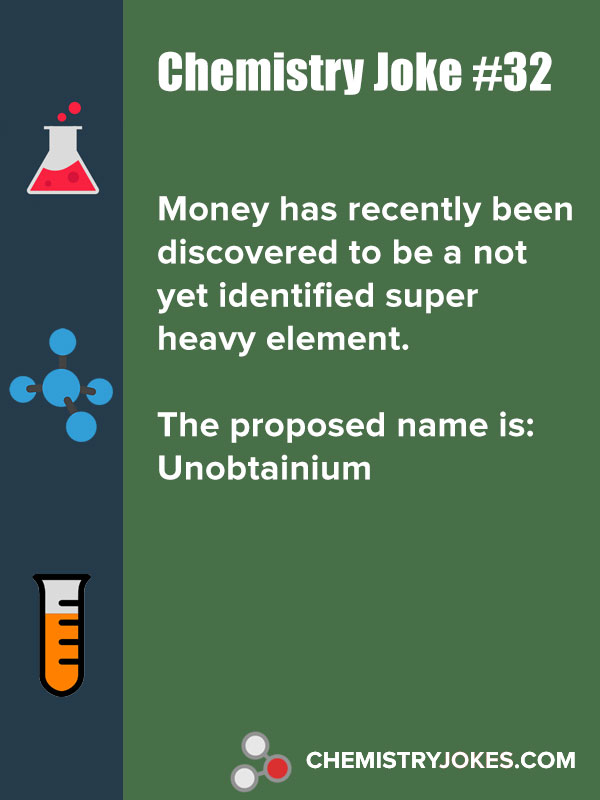 Chemistry Joke #32
Money has recently been
discovered to be a not
yet identified super
heavy element.
The proposed name is:
Unobtainium
CHEMISTRYJOKES.COM